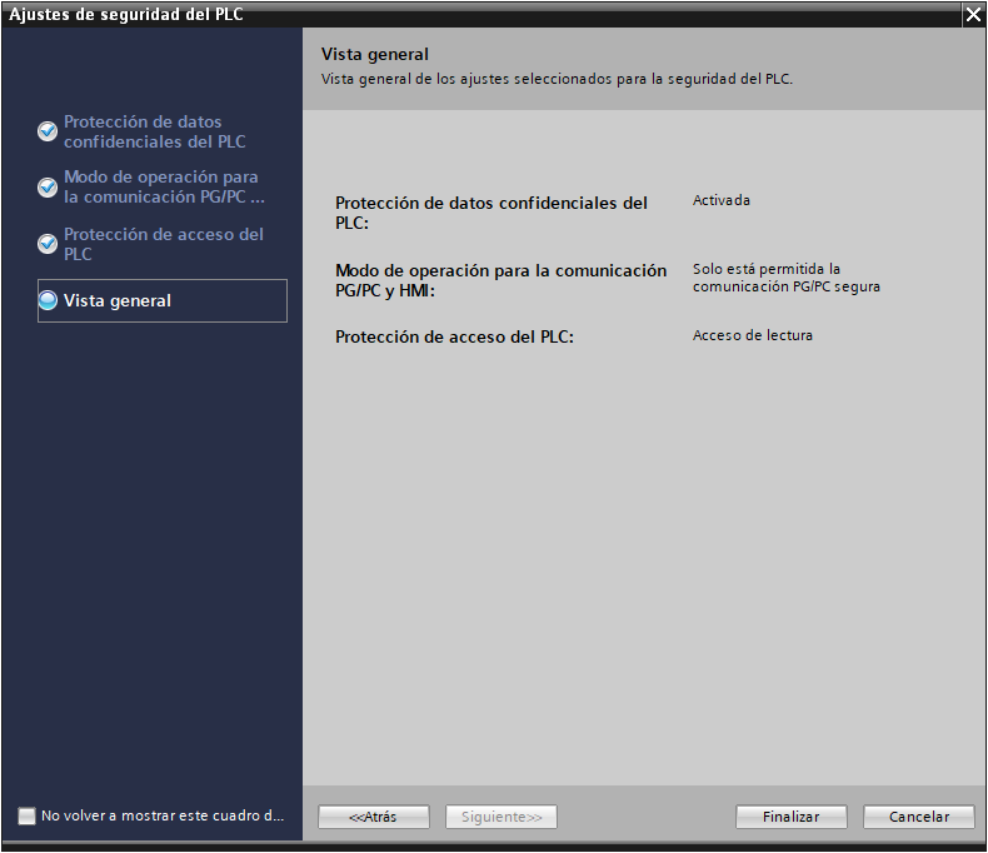 Ajustes de seguridad del PLC
Protección de datos
confidenciales del PLC
Modo de operación para
la comunicación PG/PC ...
Protección de acceso del
PLC
Vista general
No volver a mostrar este cuadro d...
Vista general
Vista general de los ajustes seleccionados para la seguridad del PLC.
Protección de datos confidenciales del
PLC:
Activada
Modo de operación para la comunicación
PG/PC y HMI:
Solo está permitida la
comunicación PG/PC segura
Protección de acceso del PLC:
Acceso de lectura
<<Atrás
Siguiente>>
Finalizar
Cancelar